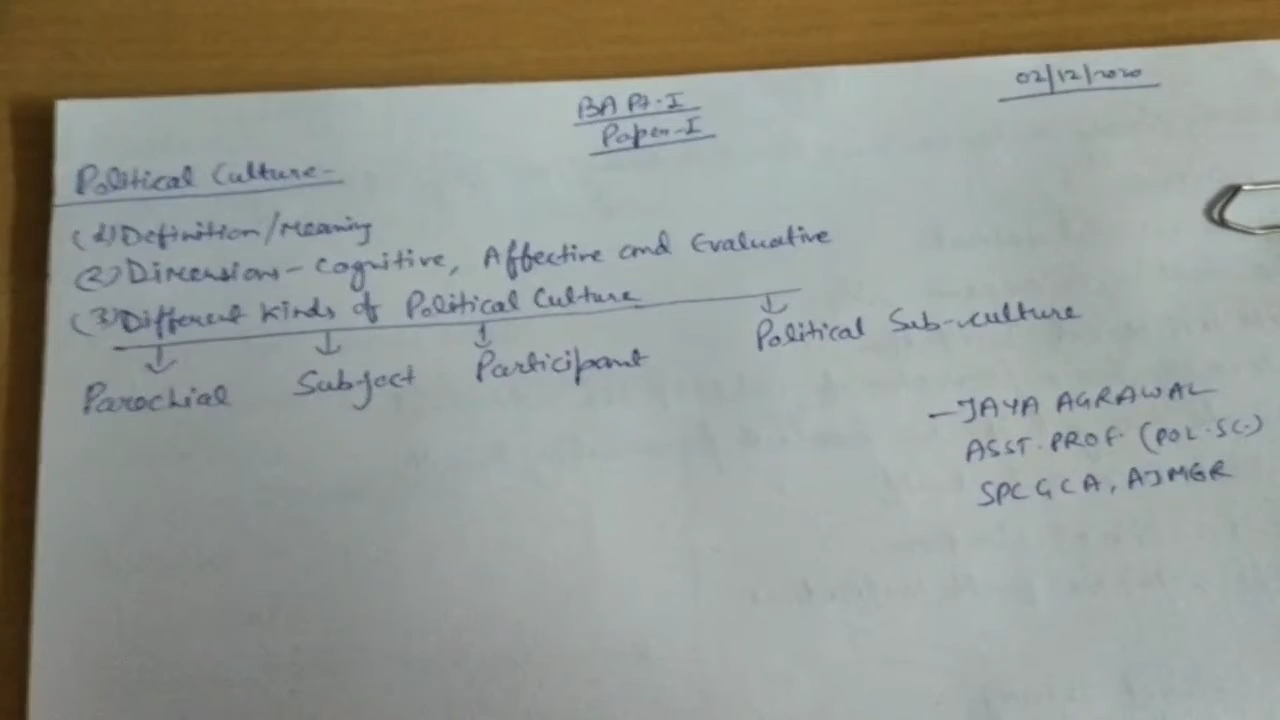 02/12/2020
BA Pt-I
Paper-I
Political Culture-
(1) Definition/Meaning
(2) Dimensions- Cognitive, Affective and Evaluative
(3) Different Kinds of Political Culture
Parochial Subject Participant Political Sub-culture
- JAYA AGRAWAL
ASST. PROF. (POL.SC.)
SPCGCA, AJMER